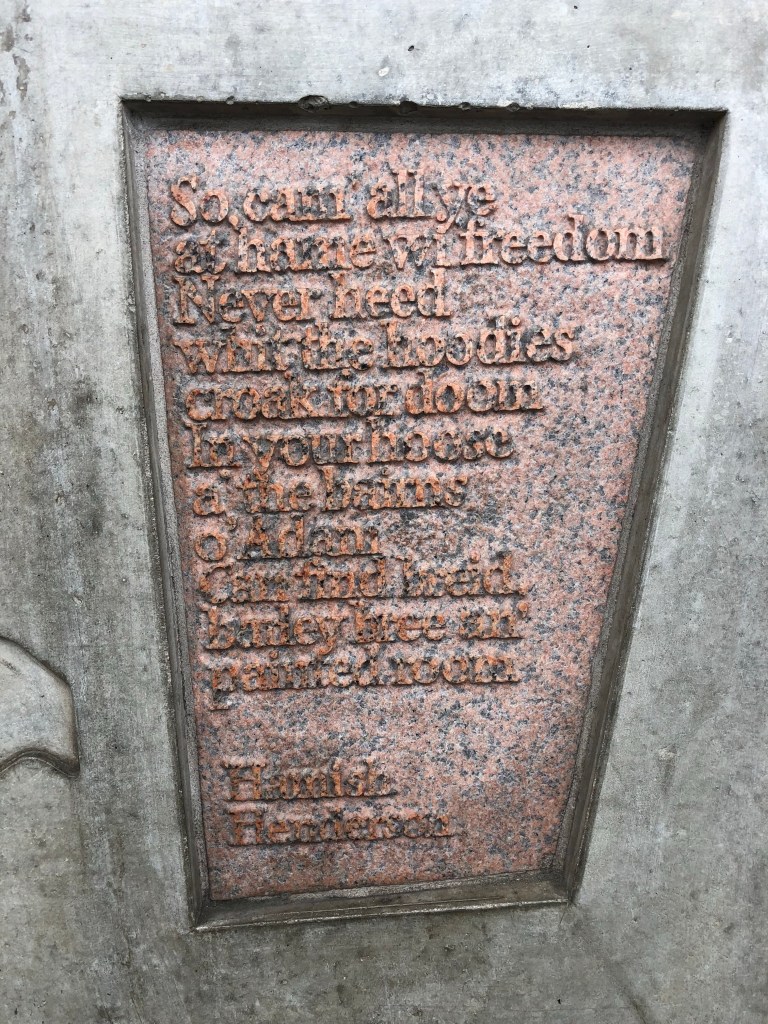 So, cam' all ye
at hame wi freedom
Never heed
whit the hoodies
croak for doom
In your hoose
a' the bairns
o' Adam
Can find breid,
barley bree an'
painted room
Hamish
Henderson